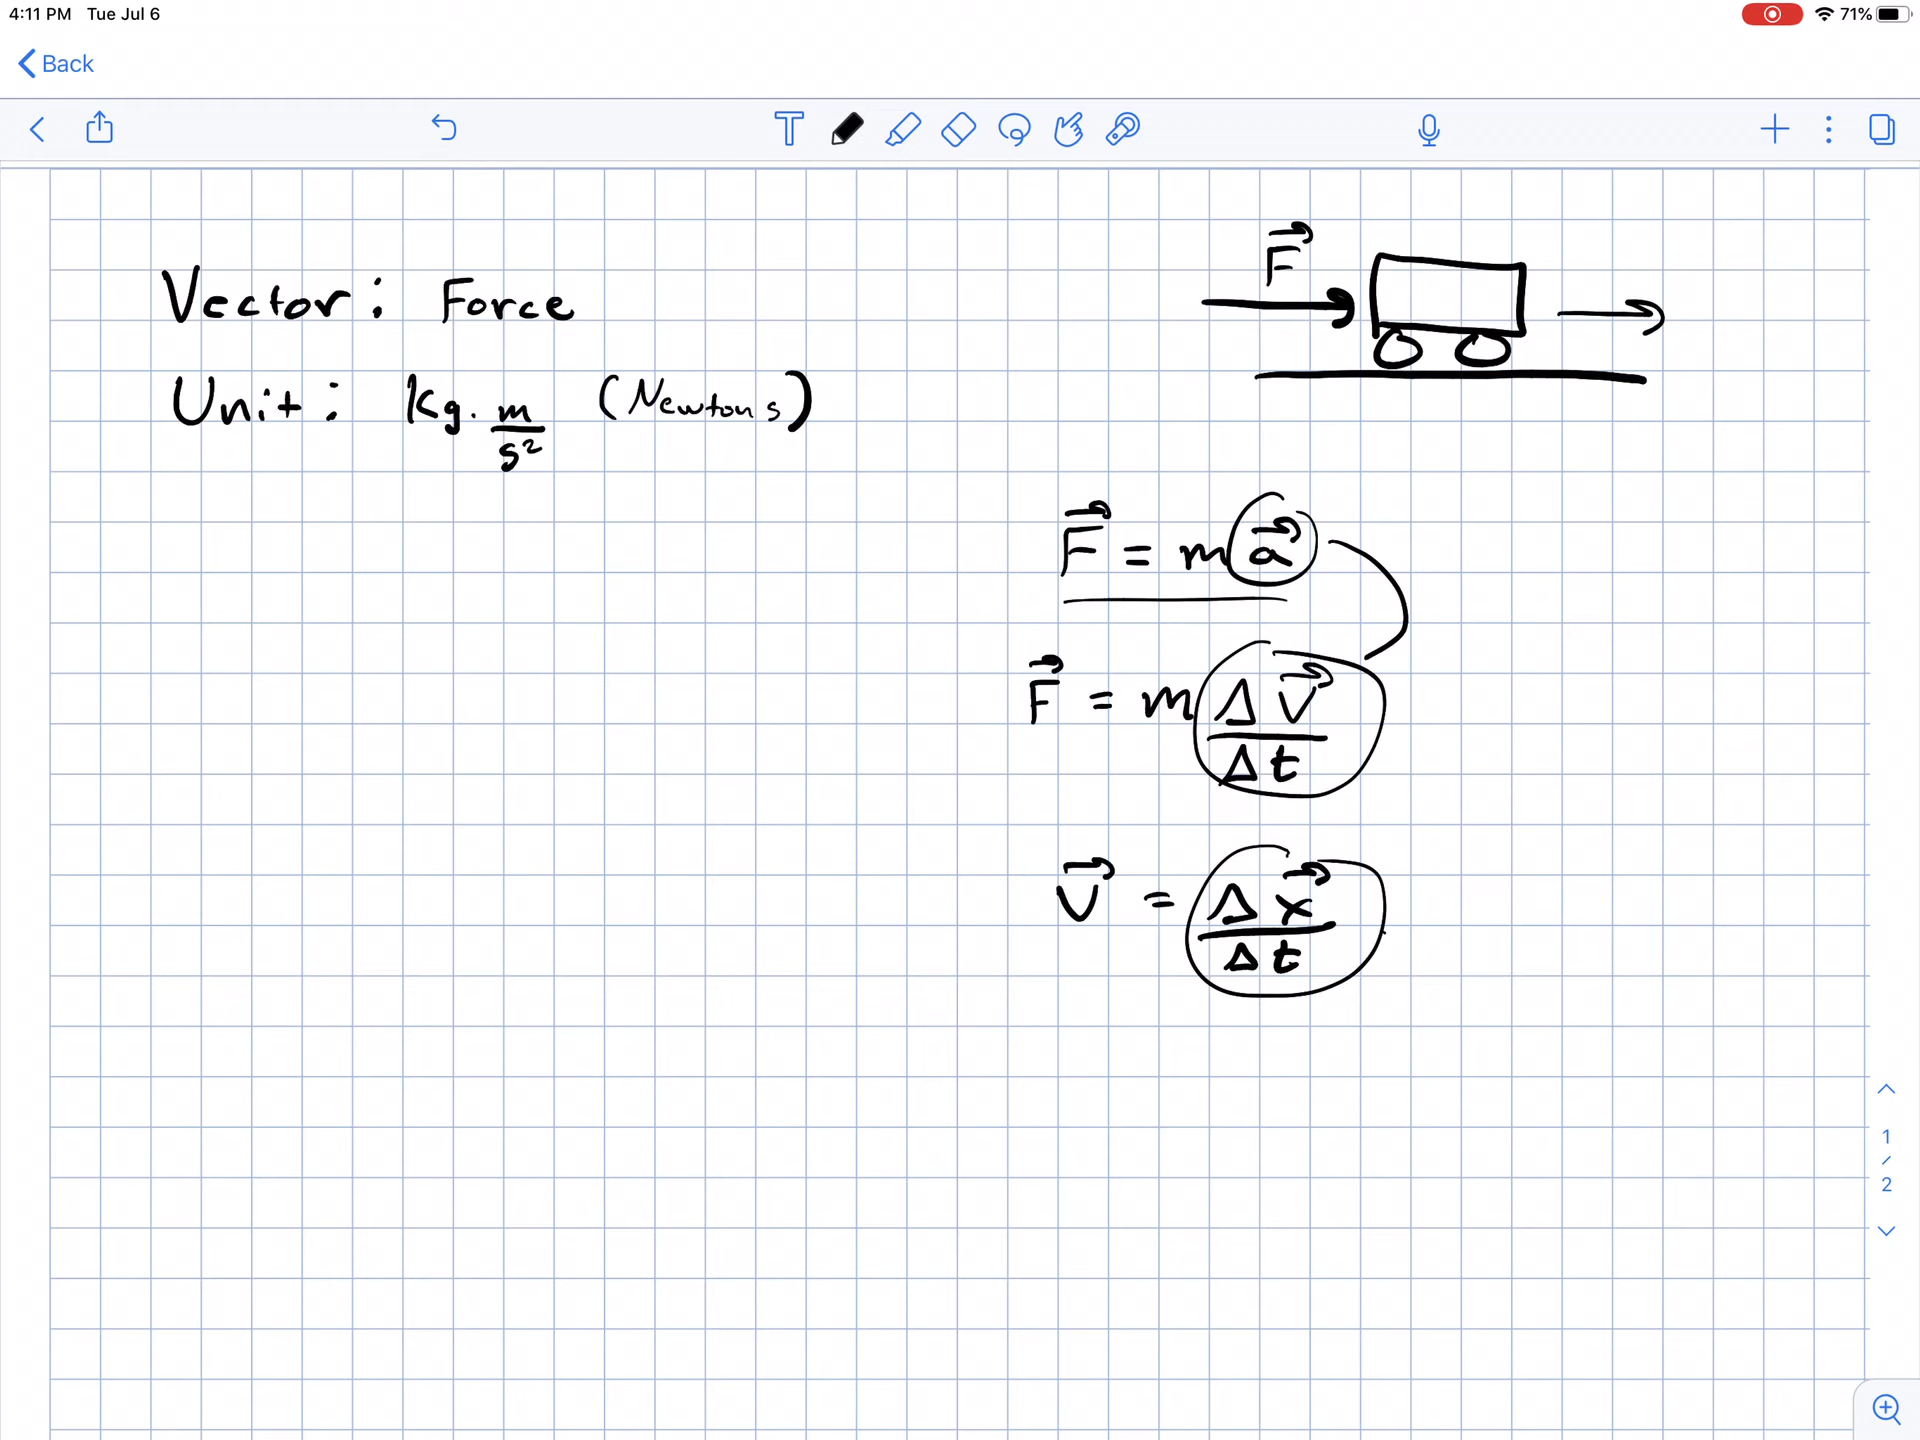 4:11 PM Tue Jul 6
71%
Back
Vector: Force
Unit: kg. m/s² (Newtons)
F⃗
F⃗ = ma⃗
F⃗ = m Δv⃗/Δt
v⃗ = Δx⃗/Δt
1
/
2